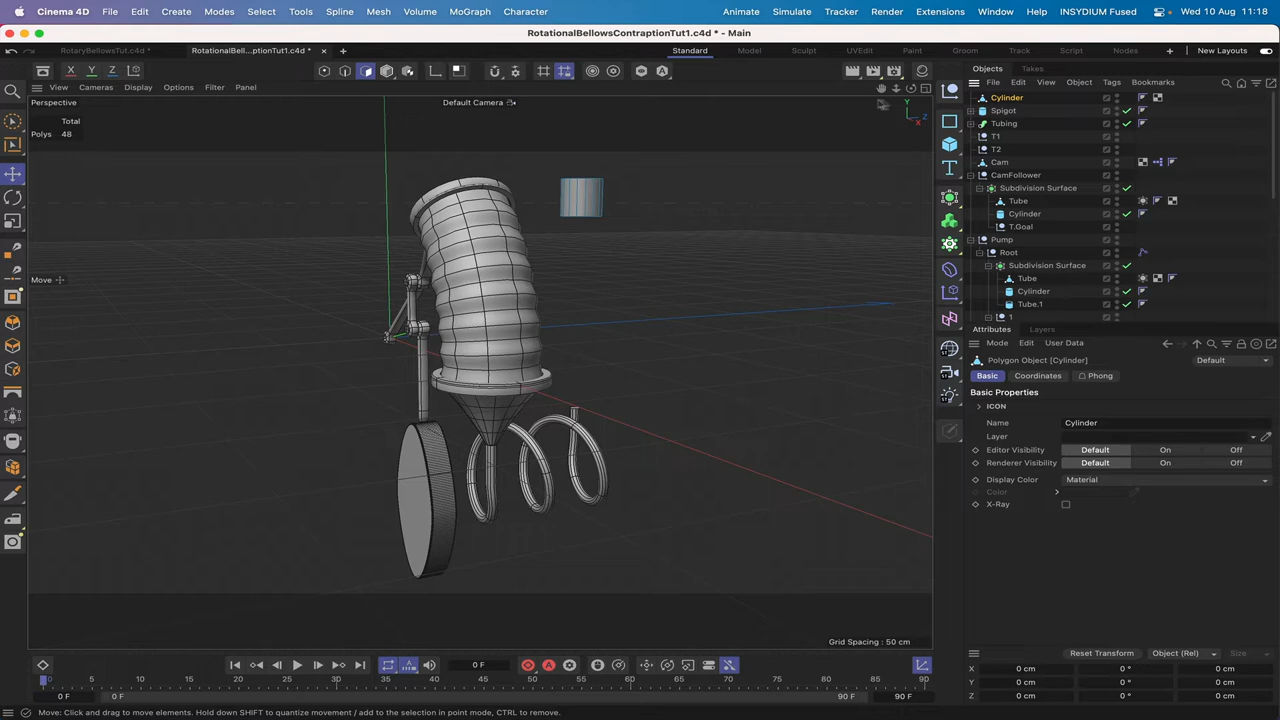 Cinema 4D File Edit Create Modes Select Tools Spline Mesh Volume MoGraph Character Animate Simulate Tracker Render Extensions Window Help INSYDIUM Fused Wed 10 Aug 11:18
RotationalBellowsContraptionTut1.c4d * - Main
RotaryBellowsTut.c4d * RotationalBell...ptionTut1.c4d * Standard Model Sculpt UVEdit Paint Groom Track Script Nodes New Layouts
X Y Z
View Cameras Display Options Filter Panel
Perspective Default Camera
Total
Polys 48
Y
Z
X
Move
Grid Spacing : 50 cm
Objects Takes
File Edit View Object Tags Bookmarks
Cylinder
Spigot
Tubing
T1
T2
Cam
CamFollower
Subdivision Surface
Tube
Cylinder
T.Goal
Pump
Root
Subdivision Surface
Tube
Cylinder
Tube.1
1
Attributes Layers
Mode Edit User Data
Polygon Object [Cylinder] Default
Basic Coordinates Phong
Basic Properties
ICON
Name Cylinder
Layer
Editor Visibility Default On Off
Renderer Visibility Default On Off
Display Color Material
Color
X-Ray
0 F
0 5 10 15 20 25 30 35 40 45 50 55 60 65 70 75 80 85 90
0 F 0 F 90 F 90 F
Reset Transform Object (Rel) Size
X 0 cm 0 ° 0 cm
Y 0 cm 0 ° 0 cm
Z 0 cm 0 ° 0 cm
Move: Click and drag to move elements. Hold down SHIFT to quantize movement / add to the selection in point mode, CTRL to remove.